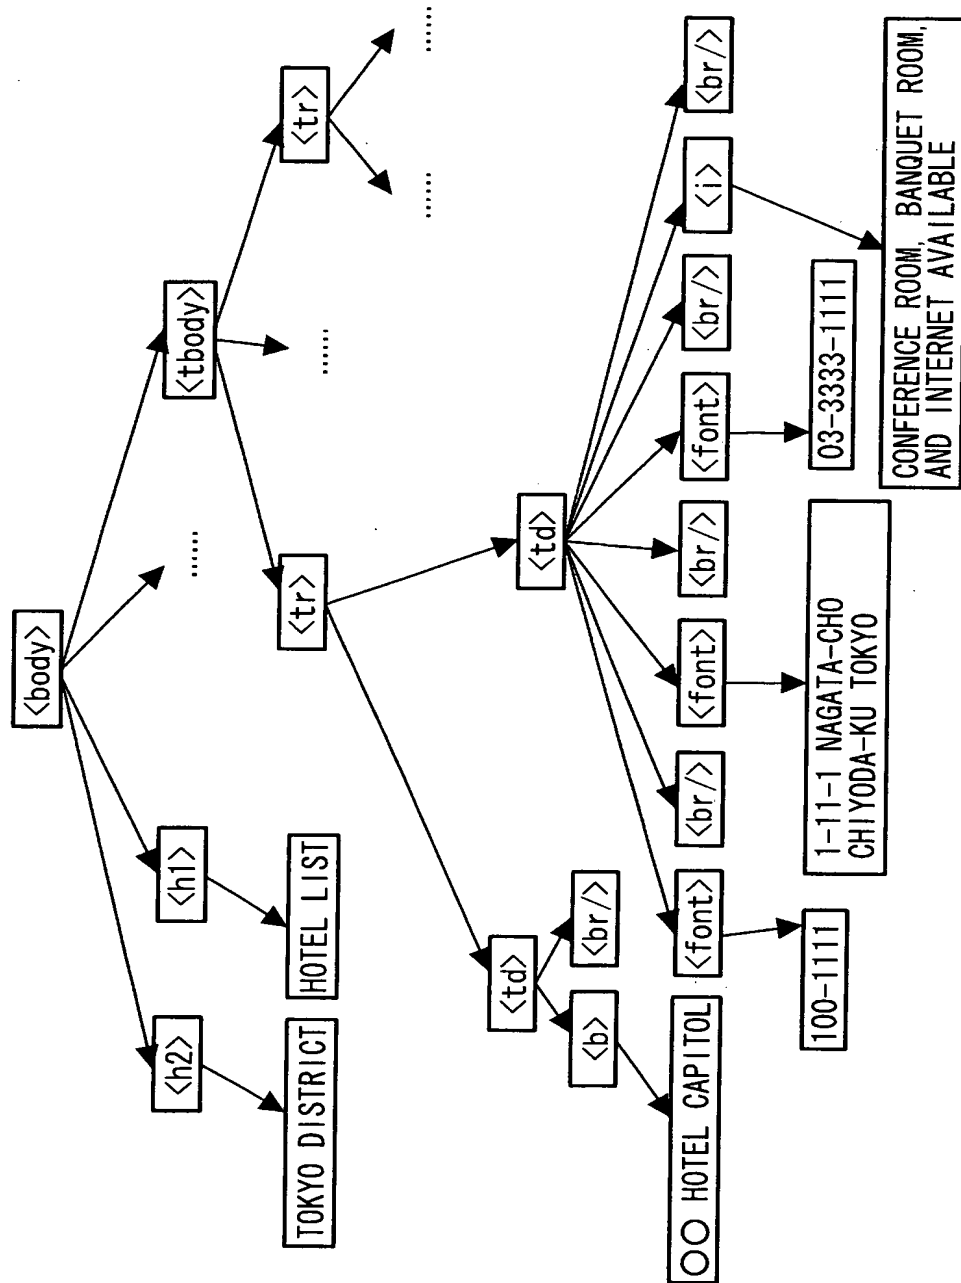 <body>
<h2>
<h1>
......
<tbody>
TOKYO DISTRICT
HOTEL LIST
<tr>
......
<tr>
......
......
<td>
<td>
<b>
<br/>
○○ HOTEL CAPITOL
<font>
<br/>
<font>
<br/>
<font>
<br/>
<i>
<br/>
100-1111
1-11-1 NAGATA-CHO
CHIYODA-KU TOKYO
03-3333-1111
CONFERENCE ROOM, BANQUET ROOM,
AND INTERNET AVAILABLE